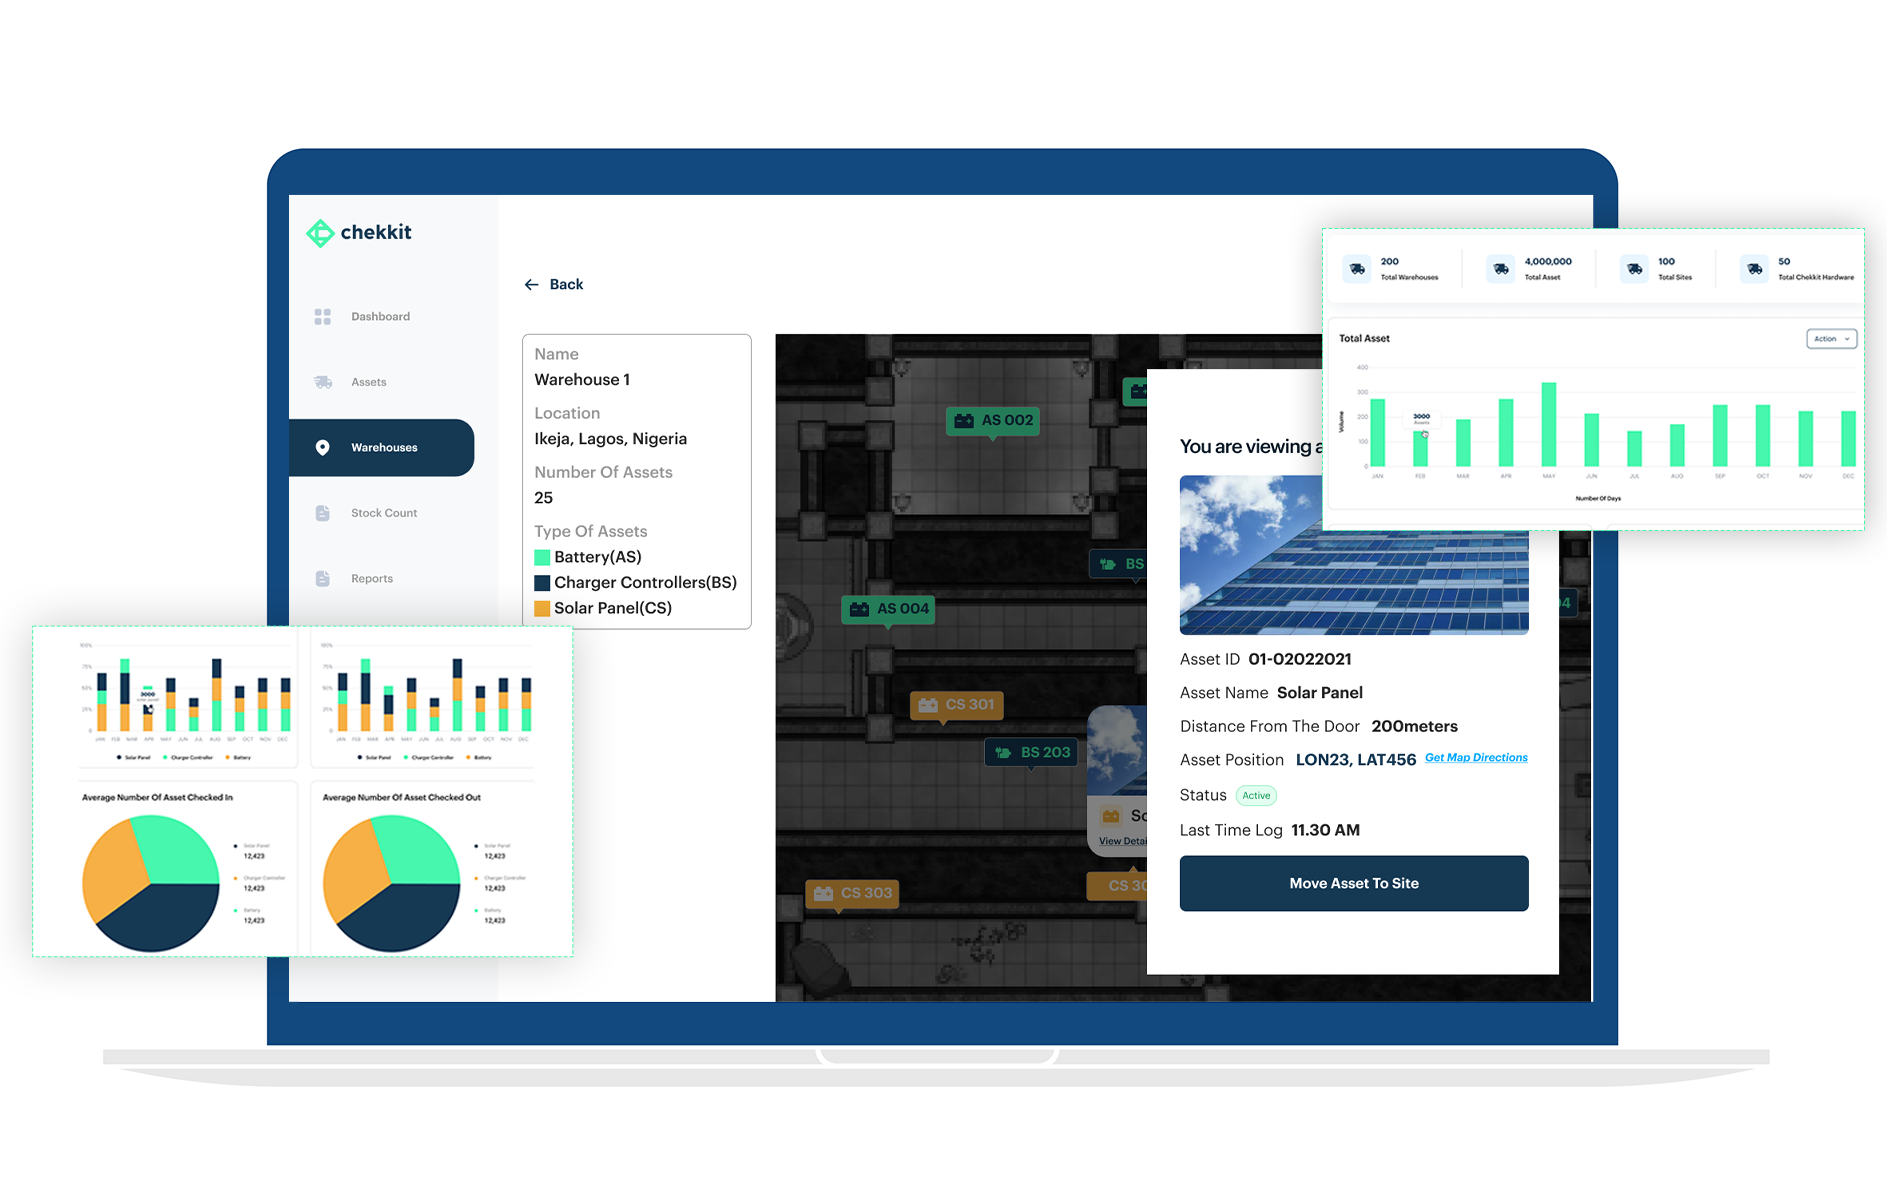 chekkit
Dashboard
Assets
Warehouses
Stock Count
Reports
Back
Name
Warehouse 1
Location
Ikeja, Lagos, Nigeria
Number Of Assets
25
Type Of Assets
Battery(AS)
Charger Controllers(BS)
Solar Panel(CS)
AS 002
BS
AS 004
CS 301
BS 203
CS 303
View Detai
You are viewing a
Asset ID 01-02022021
Asset Name Solar Panel
Distance From The Door 200meters
Asset Position LON23, LAT456 Get Map Directions
Status Active
Last Time Log 11.30 AM
Move Asset To Site
200
Total Warehouses
4,000,000
Total Asset
100
Total Sites
50
Total Chekkit Hardware
Total Asset
Action
400
300
200
100
0
Volume
3000
Assets
JAN FEB MAR APR MAY JUN JUL AUG SEP OCT NOV DEC
Number Of Days
100%
75%
50%
25%
0
3000
JAN FEB MAR APR MAY JUN JUL AUG SEP OCT NOV DEC
Solar Panel Charger Controller Battery
100%
75%
50%
25%
0
JAN FEB MAR APR MAY JUN JUL AUG SEP OCT NOV DEC
Solar Panel Charger Controller Battery
Average Number Of Asset Checked In
Solar Panel
12,423
Charger Controller
12,423
Battery
12,423
Average Number Of Asset Checked Out
Solar Panel
12,423
Charger Controller
12,423
Battery
12,423